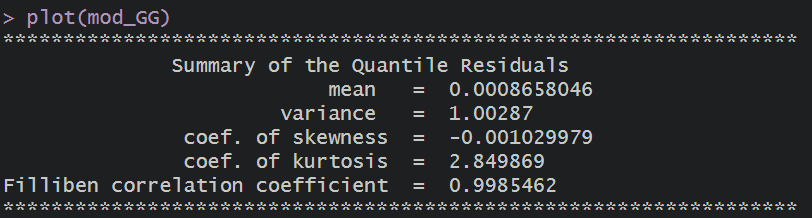 > plot(mod_GG)
******************************************************************
Summary of the Quantile Residuals
mean = 0.0008658046
variance = 1.00287
coef. of skewness = -0.001029979
coef. of kurtosis = 2.849869
Filliben correlation coefficient = 0.9985462
******************************************************************